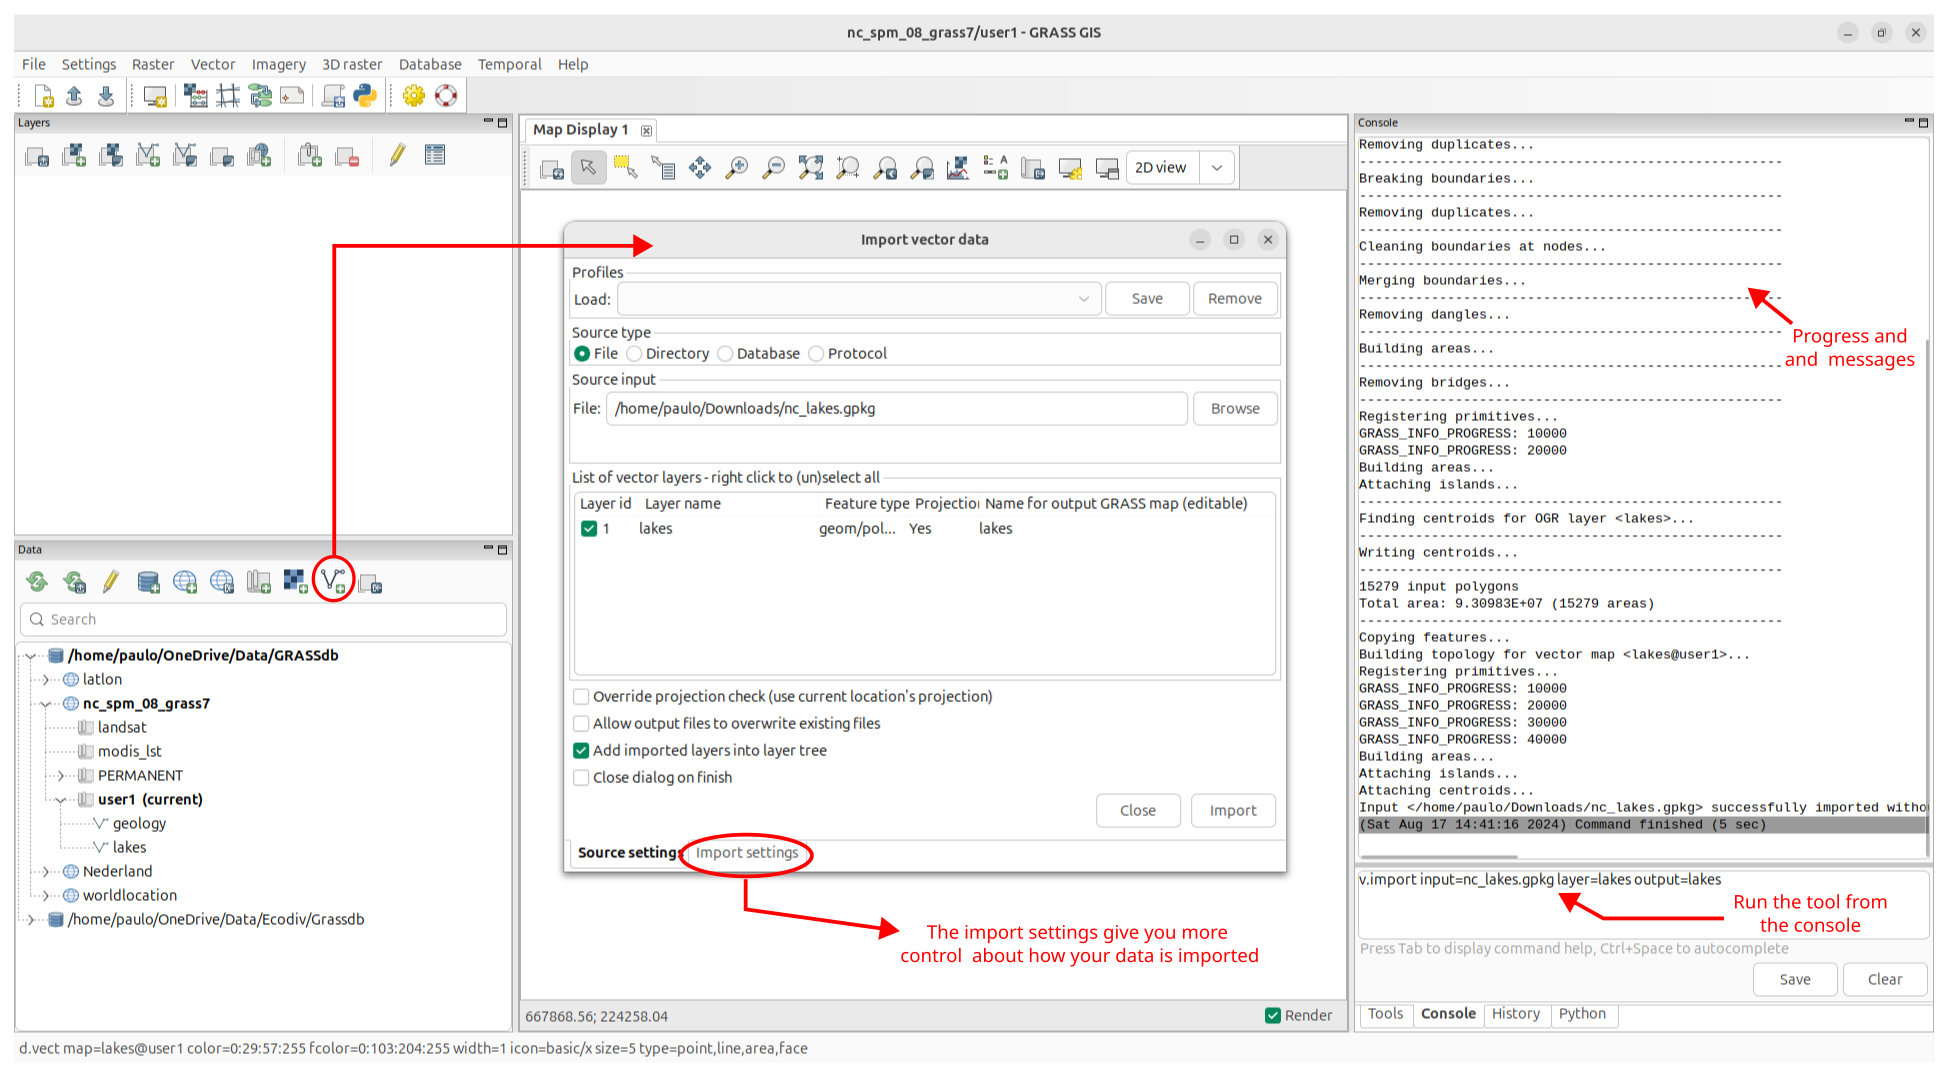 nc_spm_08_grass7/user1 - GRASS GIS
File Settings Raster Vector Imagery 3D raster Database Temporal Help
Layers
Map Display 1
2D view
Import vector data
Profiles
Load:
Save Remove
Source type
File Directory Database Protocol
Source input
File: /home/paulo/Downloads/nc_lakes.gpkg Browse
List of vector layers - right click to (un)select all
Layer id Layer name Feature type Projection Name for output GRASS map (editable)
1 lakes geom/pol... Yes lakes
Override projection check (use current location's projection)
Allow output files to overwrite existing files
Add imported layers into layer tree
Close dialog on finish
Close Import
Source settings Import settings
The import settings give you more
control about how your data is imported
667868.56; 224258.04
Render
Data
Search
/home/paulo/OneDrive/Data/GRASSdb
latlon
nc_spm_08_grass7
landsat
modis_lst
PERMANENT
user1 (current)
geology
lakes
Nederland
worldlocation
/home/paulo/OneDrive/Data/Ecodiv/Grassdb
Console
Removing duplicates...
Breaking boundaries...
Removing duplicates...
Cleaning boundaries at nodes...
Merging boundaries...
Removing dangles...
Building areas...
Removing bridges...
Registering primitives...
GRASS_INFO_PROGRESS: 10000
GRASS_INFO_PROGRESS: 20000
Building areas...
Attaching islands...
Finding centroids for OGR layer <lakes>...
Writing centroids...
15279 input polygons
Total area: 9.30983E+07 (15279 areas)
Copying features...
Building topology for vector map <lakes@user1>...
Registering primitives...
GRASS_INFO_PROGRESS: 10000
GRASS_INFO_PROGRESS: 20000
GRASS_INFO_PROGRESS: 30000
GRASS_INFO_PROGRESS: 40000
Building areas...
Attaching islands...
Attaching centroids...
Input </home/paulo/Downloads/nc_lakes.gpkg> successfully imported witho
(Sat Aug 17 14:41:16 2024) Command finished (5 sec)
Progress and
and messages
v.import input=nc_lakes.gpkg layer=lakes output=lakes
Run the tool from
the console
Press Tab to display command help, Ctrl+Space to autocomplete
Save Clear
Tools Console History Python
d.vect map=lakes@user1 color=0:29:57:255 fcolor=0:103:204:255 width=1 icon=basic/x size=5 type=point,line,area,face